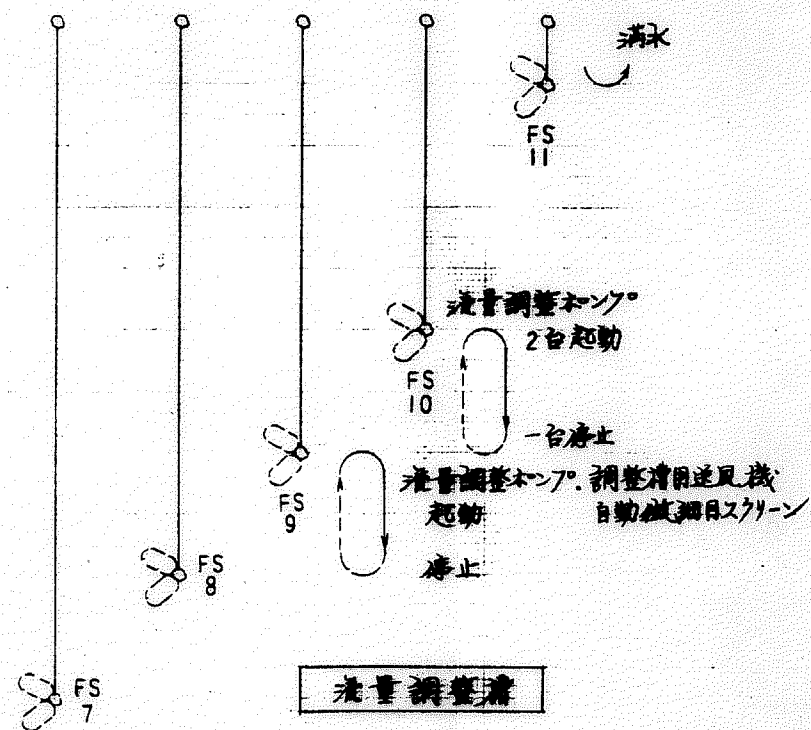 満水
FS
11
流量調整ポンプ
2台起動
FS
10
一台停止
流量調整ポンプ. 調整槽用送風機
起動 自動微細目スクリーン
FS
9
停止
FS
8
FS
7
流量調整槽